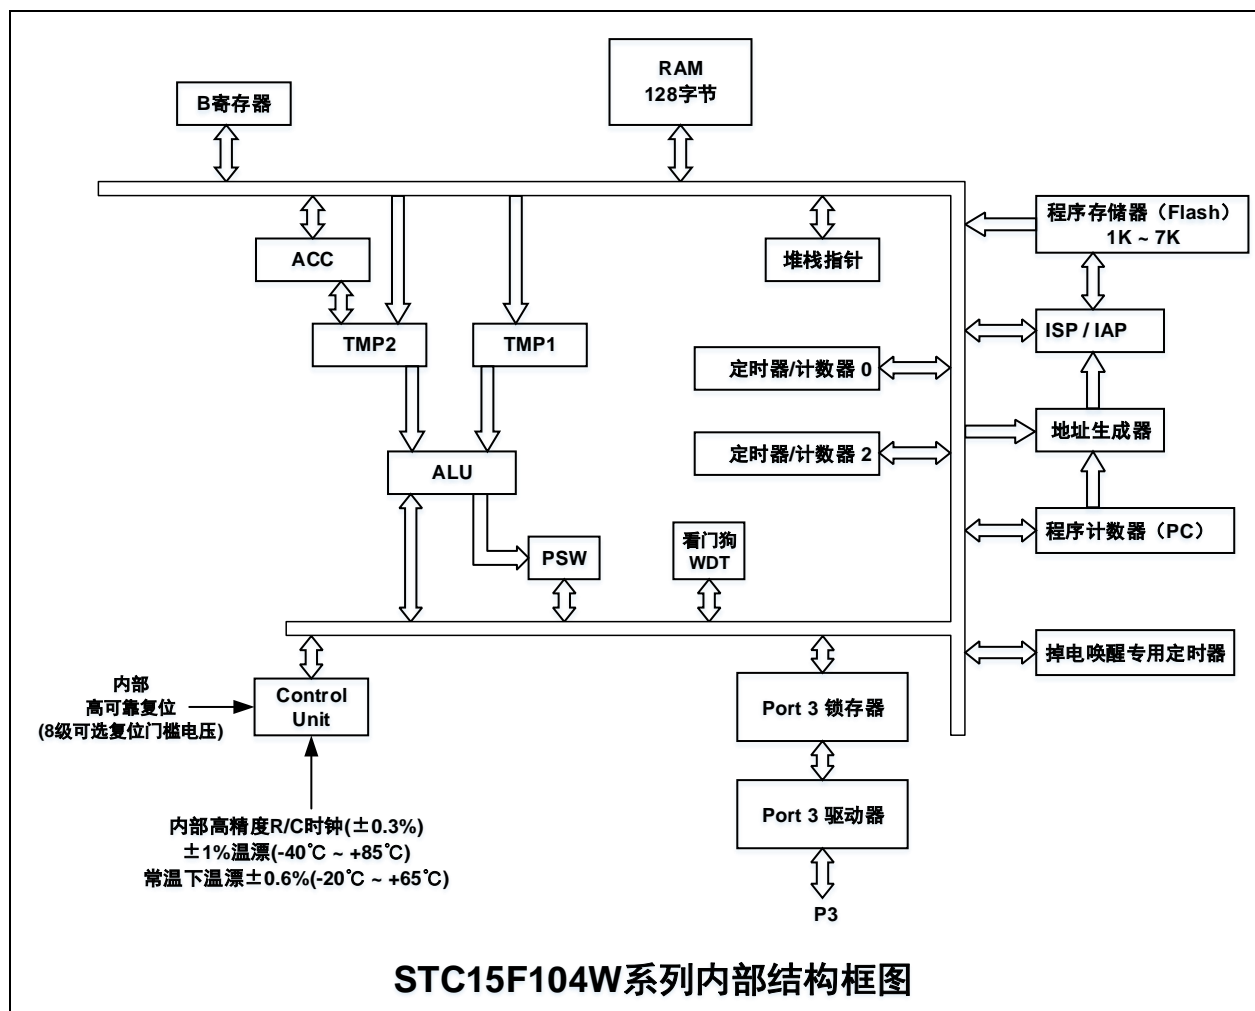 RAM
128字节
B寄存器
程序存储器（Flash）
1K ~ 7K
ACC
堆栈指针
TMP2
TMP1
ISP / IAP
定时器/计数器 0
地址生成器
定时器/计数器 2
ALU
程序计数器（PC）
看门狗
WDT
PSW
掉电唤醒专用定时器
内部
高可靠复位
(8级可选复位门槛电压)
Control
Unit
Port 3 锁存器
Port 3 驱动器
内部高精度R/C时钟(±0.3%)
±1%温漂(-40℃ ~ +85℃)
常温下温漂±0.6%(-20℃ ~ +65℃)
P3
STC15F104W系列内部结构框图